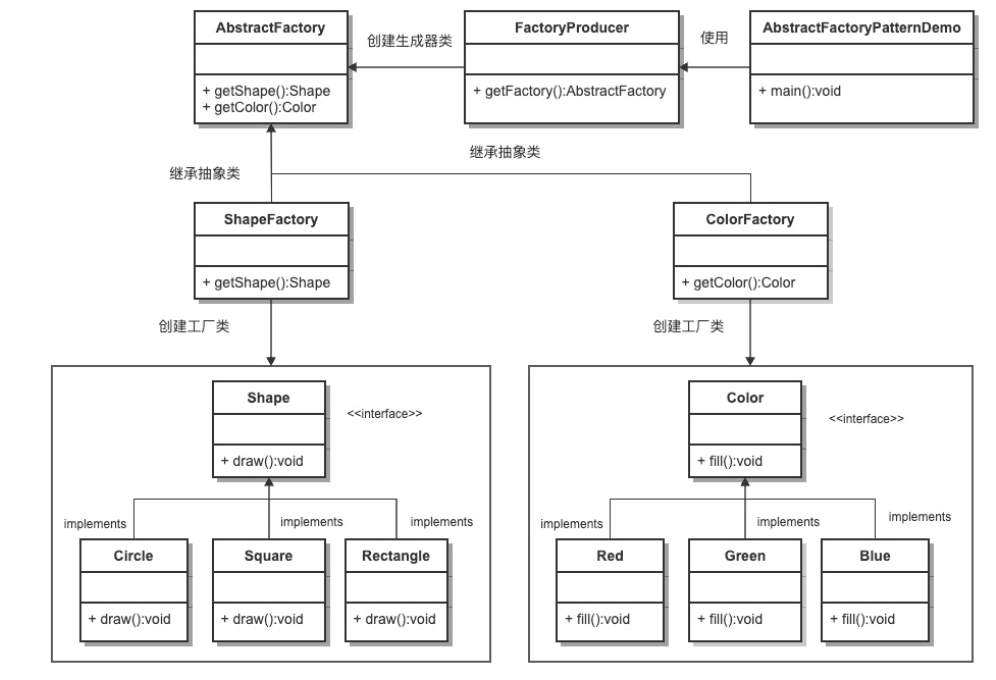 AbstractFactory
+ getShape():Shape
+ getColor():Color
创建生成器类
FactoryProducer
+ getFactory():AbstractFactory
使用
AbstractFactoryPatternDemo
+ main():void
继承抽象类
继承抽象类
ShapeFactory
+ getShape():Shape
ColorFactory
+ getColor():Color
创建工厂类
创建工厂类
Shape
<<interface>>
+ draw():void
implements
implements
implements
Circle
+ draw():void
Square
+ draw():void
Rectangle
+ draw():void
Color
<<interface>>
+ fill():void
implements
implements
implements
Red
+ fill():void
Green
+ fill():void
Blue
+ fill():void